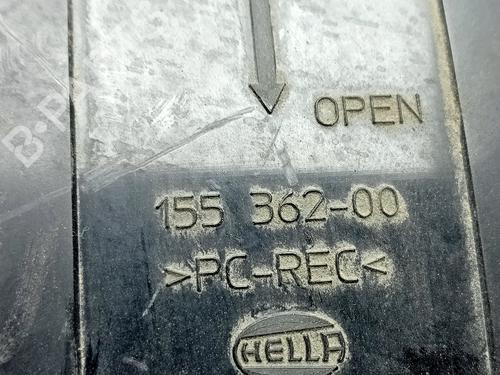 OPEN
155 362-00
>PC-REC<
HELLA